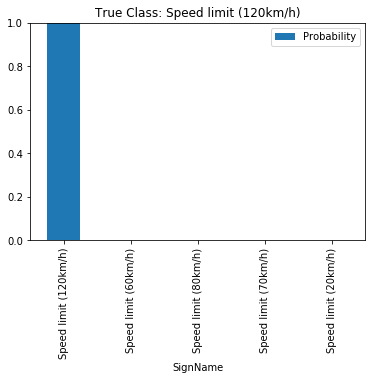 True Class: Speed limit (120km/h)
Probability
1.0
0.8
0.6
0.4
0.2
0.0
Speed limit (120km/h)
Speed limit (60km/h)
Speed limit (80km/h)
Speed limit (70km/h)
Speed limit (20km/h)
SignName